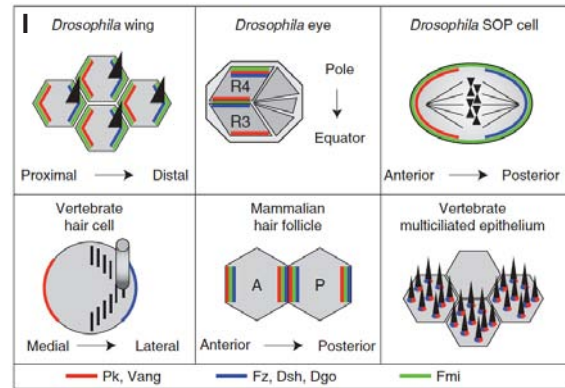 I
Drosophila wing
Proximal → Distal
Drosophila eye
R4
R3
Pole
Equator
Drosophila SOP cell
Anterior → Posterior
Vertebrate
hair cell
Medial → Lateral
Mammalian
hair follicle
A P
Anterior → Posterior
Vertebrate
multiciliated epithelium
Pk, Vang Fz, Dsh, Dgo Fmi